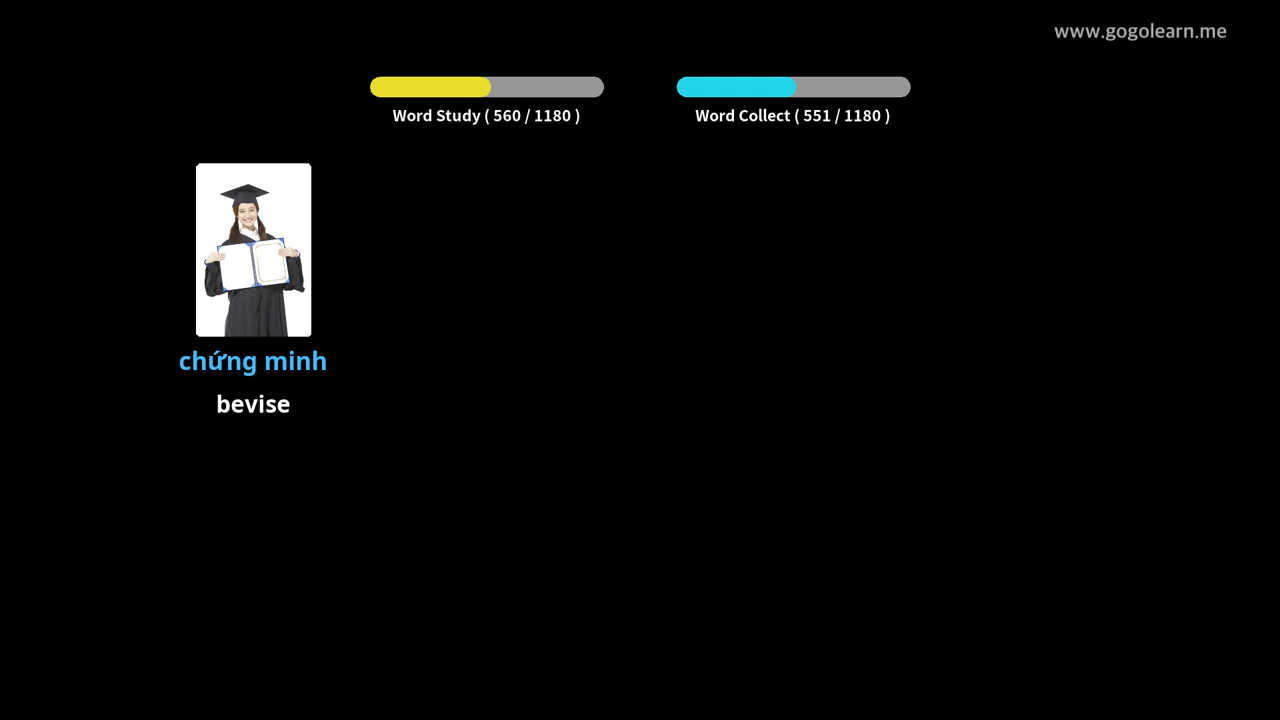 www.gogolearn.me
Word Study ( 560 / 1180 )
Word Collect ( 551 / 1180 )
chứng minh
bevise